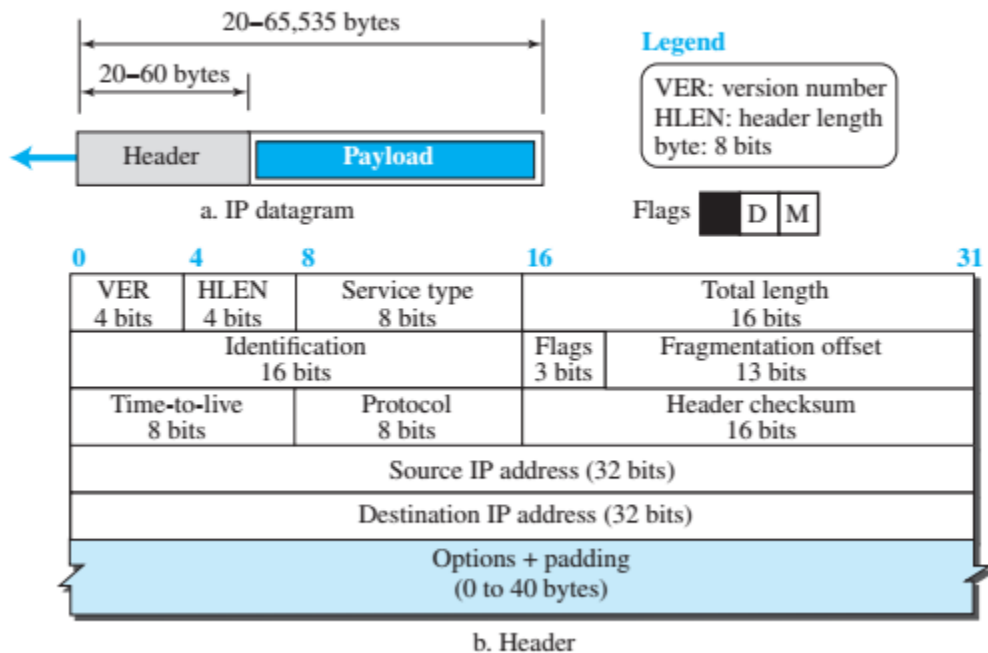 20–65,535 bytes
20–60 bytes
Header
Payload
a. IP datagram
Legend
VER: version number
HLEN: header length
byte: 8 bits
Flags D M
0 4 8 16 31
VER HLEN Service type Total length
4 bits 4 bits 8 bits 16 bits
Identification Flags Fragmentation offset
16 bits 3 bits 13 bits
Time-to-live Protocol Header checksum
8 bits 8 bits 16 bits
Source IP address (32 bits)
Destination IP address (32 bits)
Options + padding
(0 to 40 bytes)
b. Header